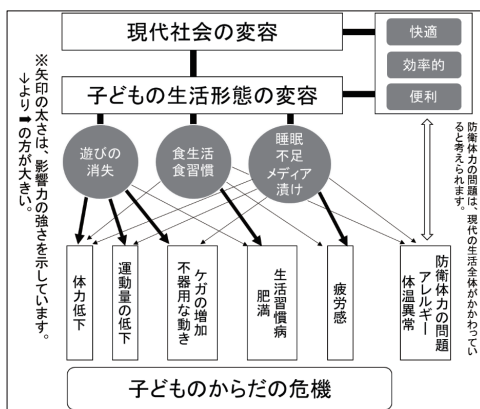 現代社会の変容
快適
効率的
便利
子どもの生活形態の変容
※矢印の太さは、影響力の強さを示しています。
↓より➡の方が大きい。
遊びの
消失
食生活
食習慣
睡眠
不足
メディア
漬け
防衛体力の問題は、現代の生活全体がかかわってい
ると考えられます。
体力低下
運動量の低下
ケガの増加
不器用な動き
生活習慣病
肥満
疲労感
防衛体力の問題
アレルギー
体温異常
子どものからだの危機